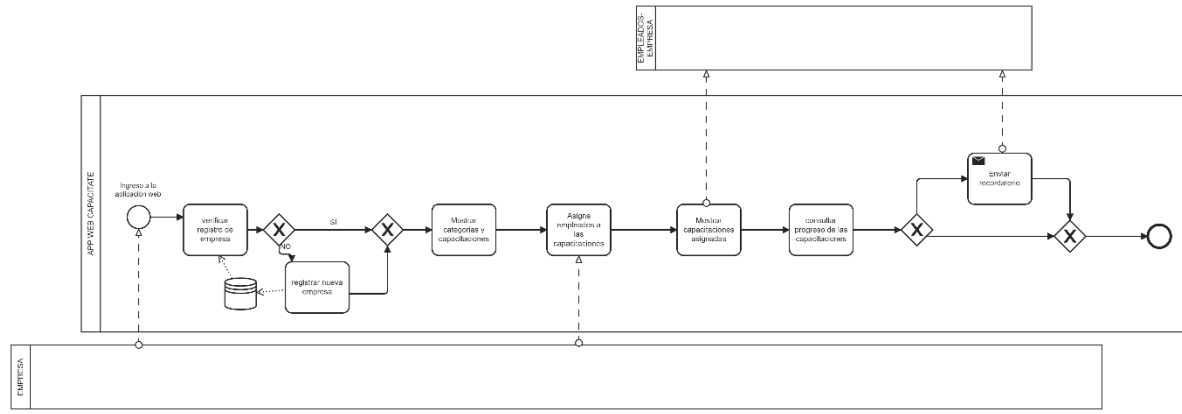 EMPLEADOS-
EMPRESA
APP WEB CAPACITATE
Ingreso a la
aplicación web
verificar
registro de
empresa
SI
NO
registrar nueva
empresa
Mostrar
categorias y
capacitaciones
Asigna
empleados a
las
capacitaciones
Mostrar
capacitaciones
asignadas
consultar
progreso de las
capacitaciones
Enviar
recordatorio
EMPRESA